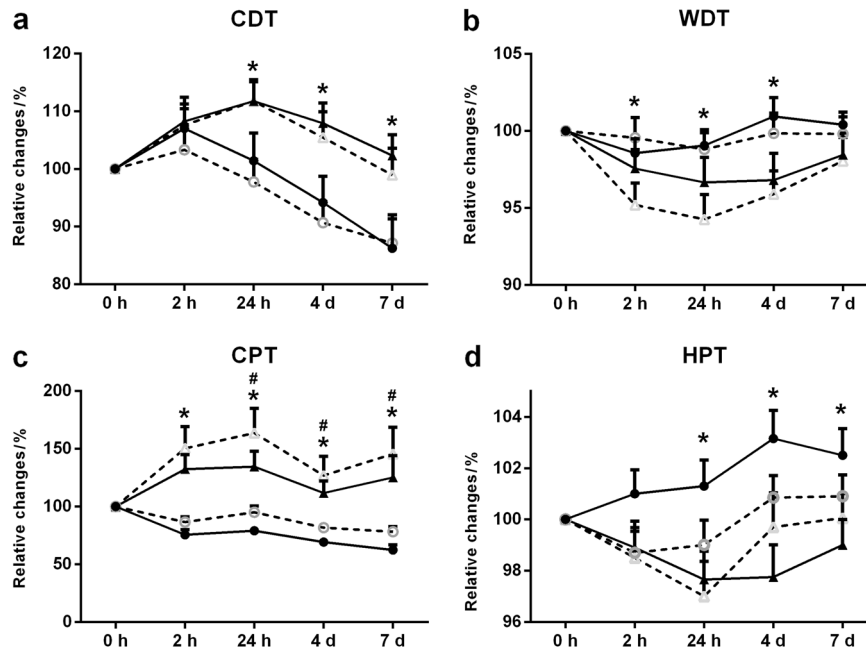 a
CDT
Relative changes/%
120
110
100
90
80
*
*
*
0 h
2 h
24 h
4 d
7 d
b
WDT
Relative changes/%
105
100
95
90
*
*
*
0 h
2 h
24 h
4 d
7 d
c
CPT
Relative changes/%
200
150
100
50
0
*
#
*
#
*
#
*
0 h
2 h
24 h
4 d
7 d
d
HPT
Relative changes/%
104
102
100
98
96
*
*
*
0 h
2 h
24 h
4 d
7 d